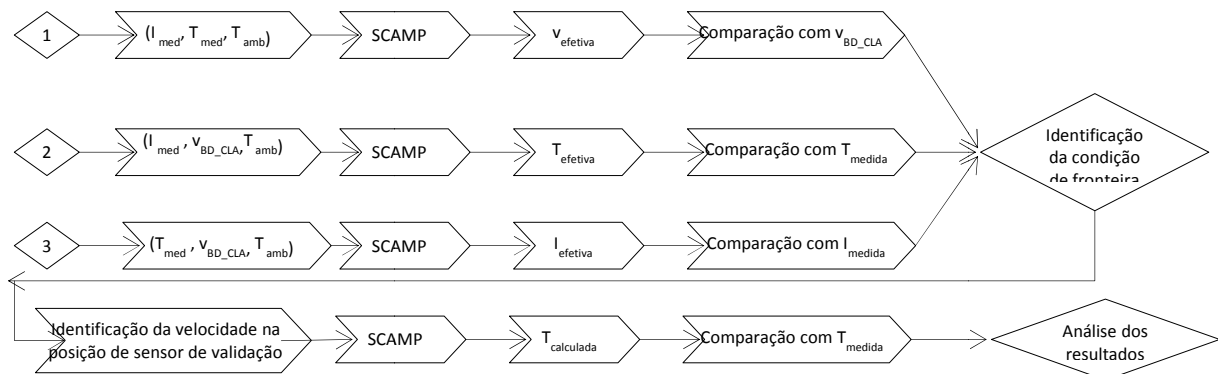 1
(I med, T med, T amb)
SCAMP
v efetiva
Comparação com v BD_CLA
2
(I med , v BD_CLA, T amb)
SCAMP
T efetiva
Comparação com T medida
Identificação
da condição
de fronteira
3
(T med , v BD_CLA, T amb)
SCAMP
I efetiva
Comparação com I medida
Identificação da velocidade na
posição de sensor de validação
SCAMP
T calculada
Comparação com T medida
Análise dos
resultados